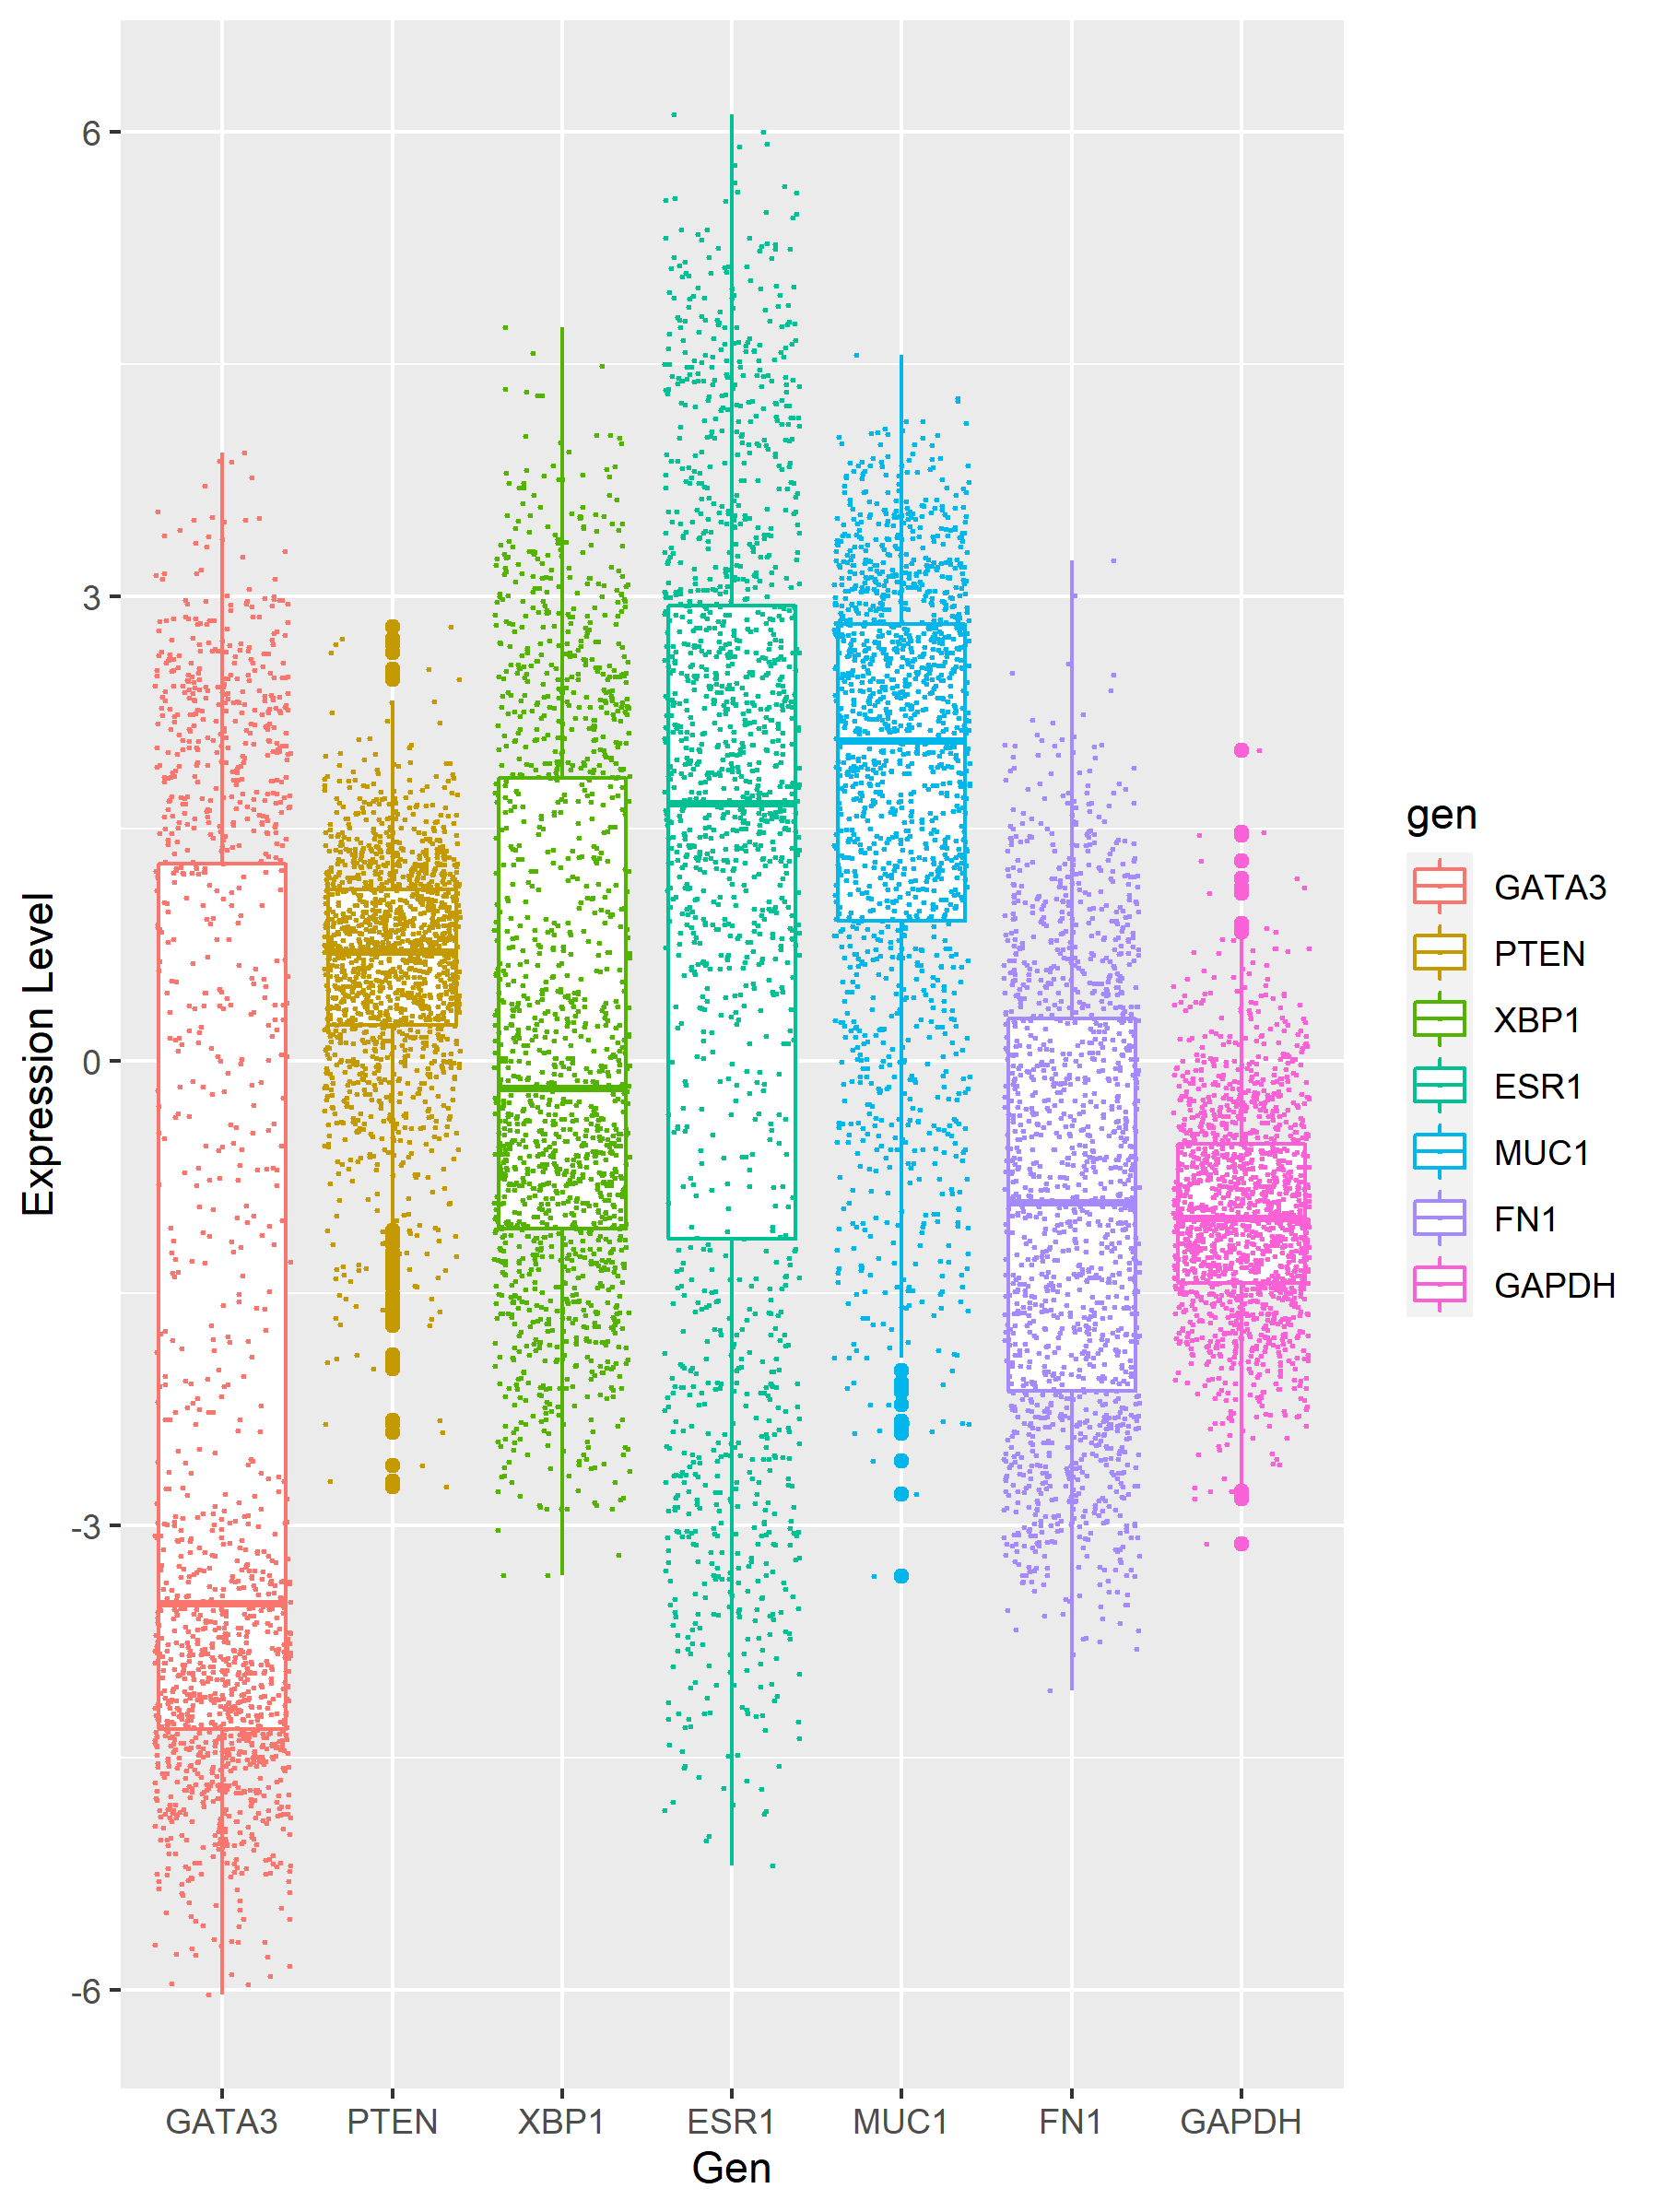 Expression Level
6
3
0
-3
-6
GATA3 PTEN XBP1 ESR1 MUC1 FN1 GAPDH
Gen
gen
GATA3
PTEN
XBP1
ESR1
MUC1
FN1
GAPDH